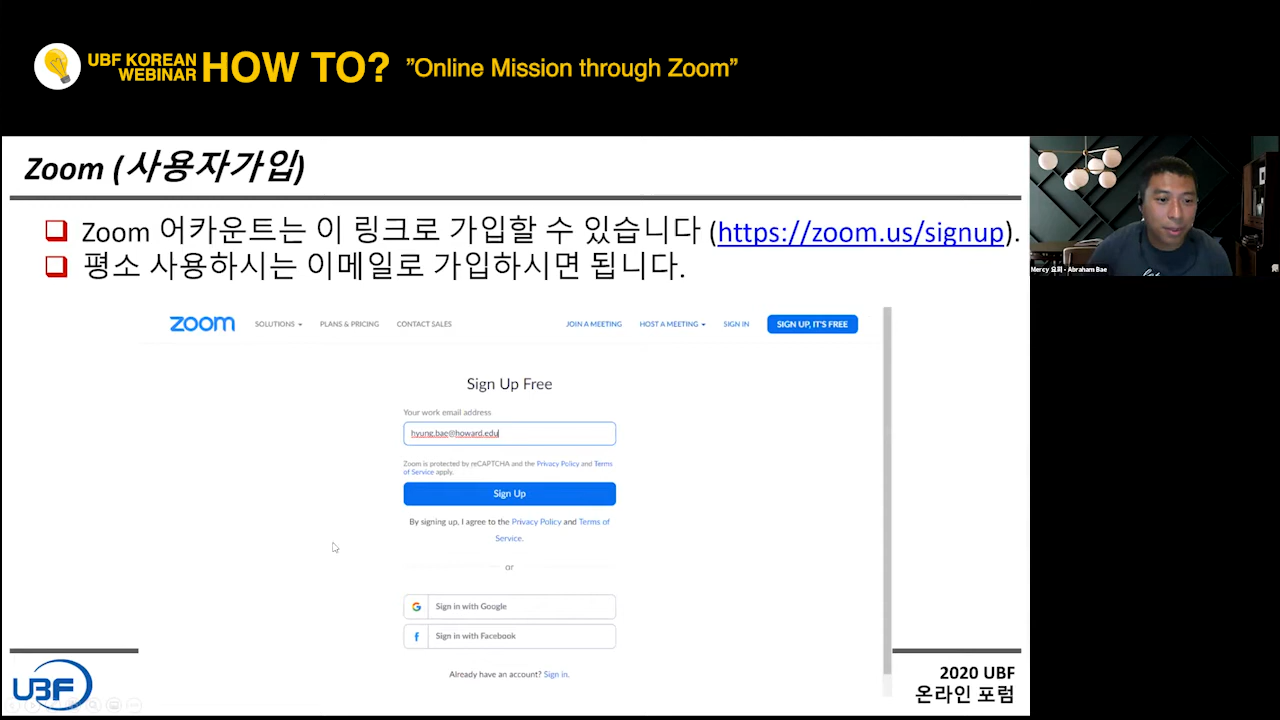 UBF KOREAN
WEBINAR
HOW TO?
”Online Mission through Zoom”
Zoom (사용자가입)
Zoom 어카운트는 이 링크로 가입할 수 있습니다 (https://zoom.us/signup).
평소 사용하시는 이메일로 가입하시면 됩니다.
Mercy 요피 - Abraham Bae
zoom SOLUTIONS PLANS & PRICING CONTACT SALES JOIN A MEETING HOST A MEETING SIGN IN SIGN UP, IT'S FREE
Sign Up Free
Your work email address
hyung.bae@howard.edu
Zoom is protected by reCAPTCHA and the Privacy Policy and Terms
of Service apply.
Sign Up
By signing up, I agree to the Privacy Policy and Terms of
Service.
or
Sign in with Google
Sign in with Facebook
Already have an account? Sign in.
UBF
2020 UBF
온라인 포럼